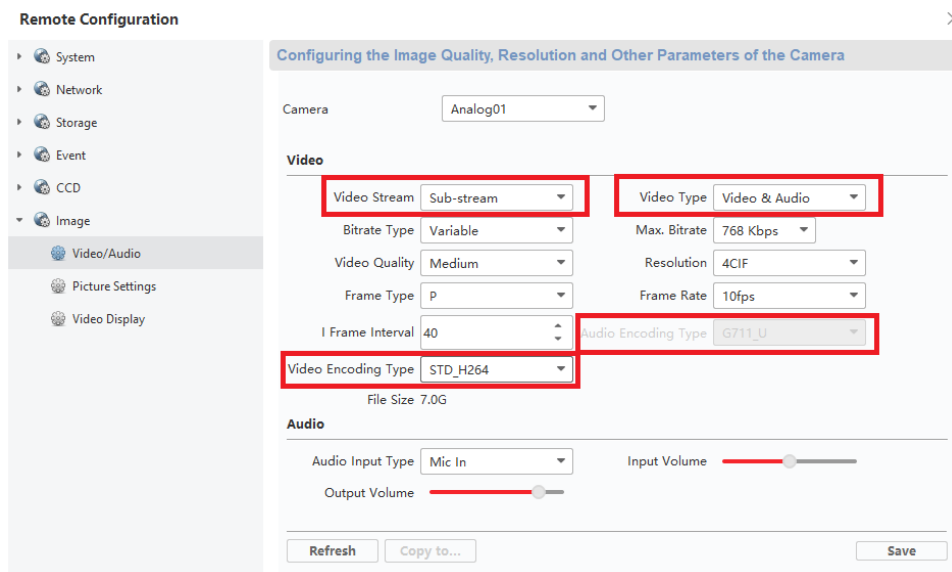 Remote Configuration
System
Network
Storage
Event
CCD
Image
Video/Audio
Picture Settings
Video Display
Configuring the Image Quality, Resolution and Other Parameters of the Camera
Camera Analog01
Video
Video Stream Sub-stream Video Type Video & Audio
Bitrate Type Variable Max. Bitrate 768 Kbps
Video Quality Medium Resolution 4CIF
Frame Type P Frame Rate 10fps
I Frame Interval 40 Audio Encoding Type G711_U
Video Encoding Type STD_H264
File Size 7.0G
Audio
Audio Input Type Mic In Input Volume
Output Volume
Refresh Copy to... Save